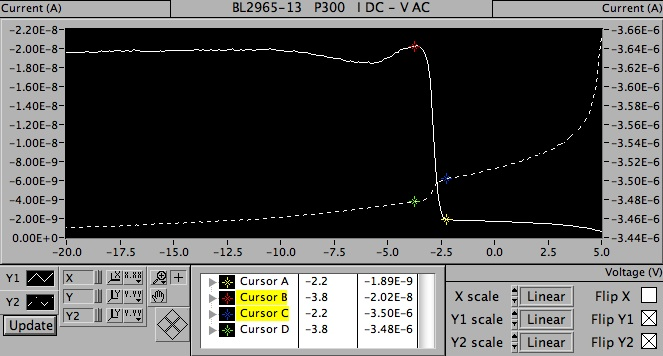 Current (A) BL2965-13 P300 I DC - V AC Current (A)
-2.20E-8 -3.66E-6
-2.00E-8 -3.64E-6
-1.80E-8 -3.62E-6
-1.60E-8 -3.60E-6
-1.40E-8 -3.58E-6
-1.20E-8 -3.56E-6
-1.00E-8 -3.54E-6
-8.00E-9 -3.52E-6
-6.00E-9 -3.50E-6
-4.00E-9 -3.48E-6
-2.00E-9 -3.46E-6
0.00E+0 -3.44E-6
-20.0 -17.5 -15.0 -12.5 -10.0 -7.5 -5.0 -2.5 0.0 2.5 5.0
Voltage (V)
Y1
Y2
Update
X X.XX
Y Y.YY
Y2 Y.YY
Cursor A -2.2 -1.89E-9
Cursor B -3.8 -2.02E-8
Cursor C -2.2 -3.50E-6
Cursor D -3.8 -3.48E-6
X scale Linear Flip X
Y1 scale Linear Flip Y1
Y2 scale Linear Flip Y2